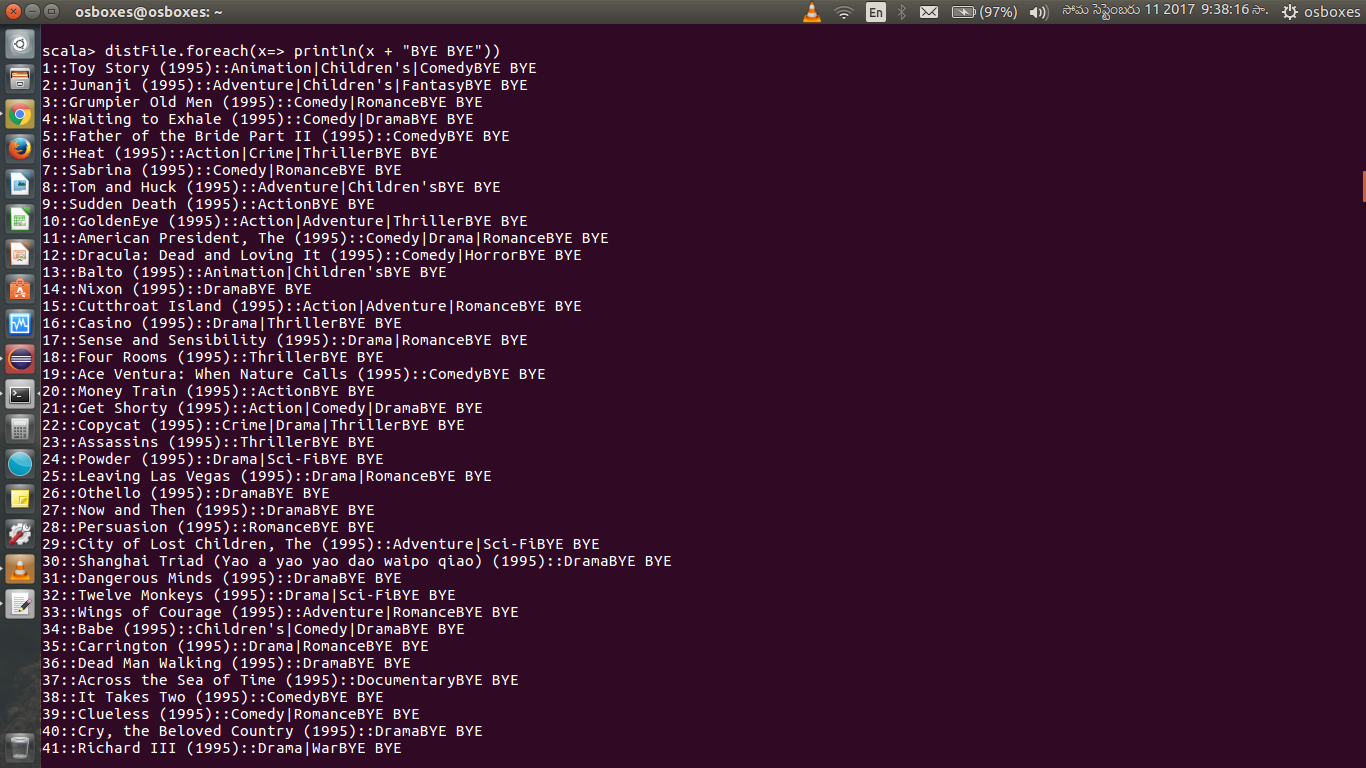 osboxes@osboxes: ~
En
(97%)
సోమ సెప్టెంబరు 11 2017 9:38:16 సా.
osboxes
scala> distFile.foreach(x=> println(x + "BYE BYE"))
1::Toy Story (1995)::Animation|Children's|ComedyBYE BYE
2::Jumanji (1995)::Adventure|Children's|FantasyBYE BYE
3::Grumpier Old Men (1995)::Comedy|RomanceBYE BYE
4::Waiting to Exhale (1995)::Comedy|DramaBYE BYE
5::Father of the Bride Part II (1995)::ComedyBYE BYE
6::Heat (1995)::Action|Crime|ThrillerBYE BYE
7::Sabrina (1995)::Comedy|RomanceBYE BYE
8::Tom and Huck (1995)::Adventure|Children'sBYE BYE
9::Sudden Death (1995)::ActionBYE BYE
10::GoldenEye (1995)::Action|Adventure|ThrillerBYE BYE
11::American President, The (1995)::Comedy|Drama|RomanceBYE BYE
12::Dracula: Dead and Loving It (1995)::Comedy|HorrorBYE BYE
13::Balto (1995)::Animation|Children'sBYE BYE
14::Nixon (1995)::DramaBYE BYE
15::Cutthroat Island (1995)::Action|Adventure|RomanceBYE BYE
16::Casino (1995)::Drama|ThrillerBYE BYE
17::Sense and Sensibility (1995)::Drama|RomanceBYE BYE
18::Four Rooms (1995)::ThrillerBYE BYE
19::Ace Ventura: When Nature Calls (1995)::ComedyBYE BYE
20::Money Train (1995)::ActionBYE BYE
21::Get Shorty (1995)::Action|Comedy|DramaBYE BYE
22::Copycat (1995)::Crime|Drama|ThrillerBYE BYE
23::Assassins (1995)::ThrillerBYE BYE
24::Powder (1995)::Drama|Sci-FiBYE BYE
25::Leaving Las Vegas (1995)::Drama|RomanceBYE BYE
26::Othello (1995)::DramaBYE BYE
27::Now and Then (1995)::DramaBYE BYE
28::Persuasion (1995)::RomanceBYE BYE
29::City of Lost Children, The (1995)::Adventure|Sci-FiBYE BYE
30::Shanghai Triad (Yao a yao yao dao waipo qiao) (1995)::DramaBYE BYE
31::Dangerous Minds (1995)::DramaBYE BYE
32::Twelve Monkeys (1995)::Drama|Sci-FiBYE BYE
33::Wings of Courage (1995)::Adventure|RomanceBYE BYE
34::Babe (1995)::Children's|Comedy|DramaBYE BYE
35::Carrington (1995)::Drama|RomanceBYE BYE
36::Dead Man Walking (1995)::DramaBYE BYE
37::Across the Sea of Time (1995)::DocumentaryBYE BYE
38::It Takes Two (1995)::ComedyBYE BYE
39::Clueless (1995)::Comedy|RomanceBYE BYE
40::Cry, the Beloved Country (1995)::DramaBYE BYE
41::Richard III (1995)::Drama|WarBYE BYE